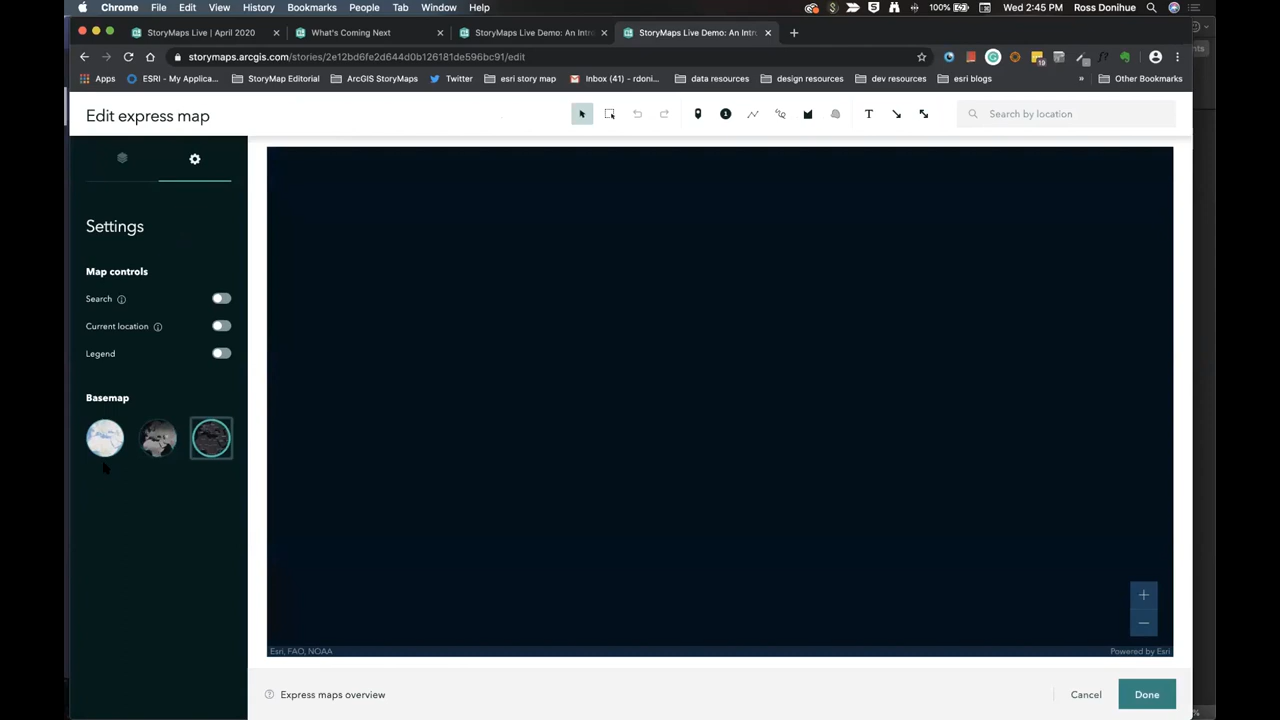 Chrome File Edit View History Bookmarks People Tab Window Help 100% Wed 2:45 PM Ross Donihue
StoryMaps Live | April 2020 What's Coming Next StoryMaps Live Demo: An Intro StoryMaps Live Demo: An Intru
storymaps.arcgis.com/stories/2e12bd6fe2d644d0b126181de596bc91/edit
Apps ESRI - My Applica... StoryMap Editorial ArcGIS StoryMaps Twitter esri story map Inbox (41) - rdoni... data resources design resources dev resources esri blogs » Other Bookmarks
Edit express map
1 T Search by location
Settings
Map controls
Search
Current location
Legend
Basemap
Esri, FAO, NOAA Powered by Esri
Express maps overview Cancel Done